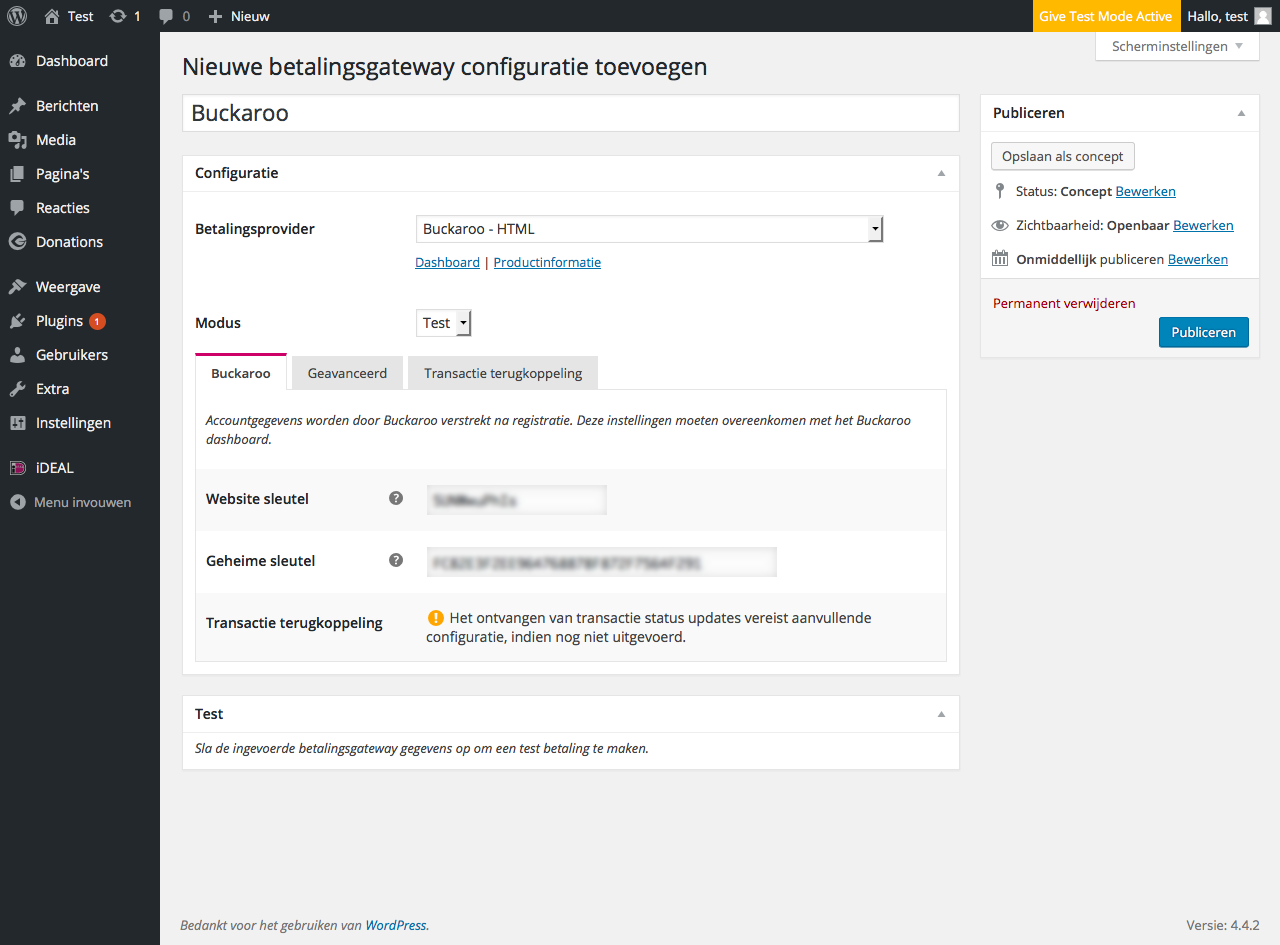 Test
1
0
Nieuw
Give Test Mode Active
Hallo, test
Scherminstellingen
Dashboard
Berichten
Media
Pagina's
Reacties
Donations
Weergave
Plugins 1
Gebruikers
Extra
Instellingen
iDEAL
Menu invouwen
Nieuwe betalingsgateway configuratie toevoegen
Buckaroo
Configuratie
Betalingsprovider
Buckaroo - HTML
Dashboard | Productinformatie
Modus
Test
Buckaroo
Geavanceerd
Transactie terugkoppeling
Accountgegevens worden door Buckaroo verstrekt na registratie. Deze instellingen moeten overeenkomen met het Buckaroo
dashboard.
Website sleutel
Geheime sleutel
Transactie terugkoppeling
Het ontvangen van transactie status updates vereist aanvullende
configuratie, indien nog niet uitgevoerd.
Test
Sla de ingevoerde betalingsgateway gegevens op om een test betaling te maken.
Publiceren
Opslaan als concept
Status: Concept Bewerken
Zichtbaarheid: Openbaar Bewerken
Onmiddellijk publiceren Bewerken
Permanent verwijderen
Publiceren
Bedankt voor het gebruiken van WordPress.
Versie: 4.4.2